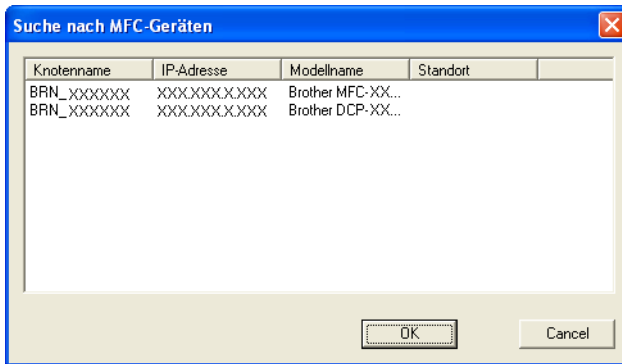 Suche nach MFC-Geräten
Knotenname IP-Adresse Modellname Standort
BRN_XXXXXX XXX.XXX.X.XXX Brother MFC-XX...
BRN_XXXXXX XXX.XXX.X.XXX Brother DCP-XX...
OK Cancel